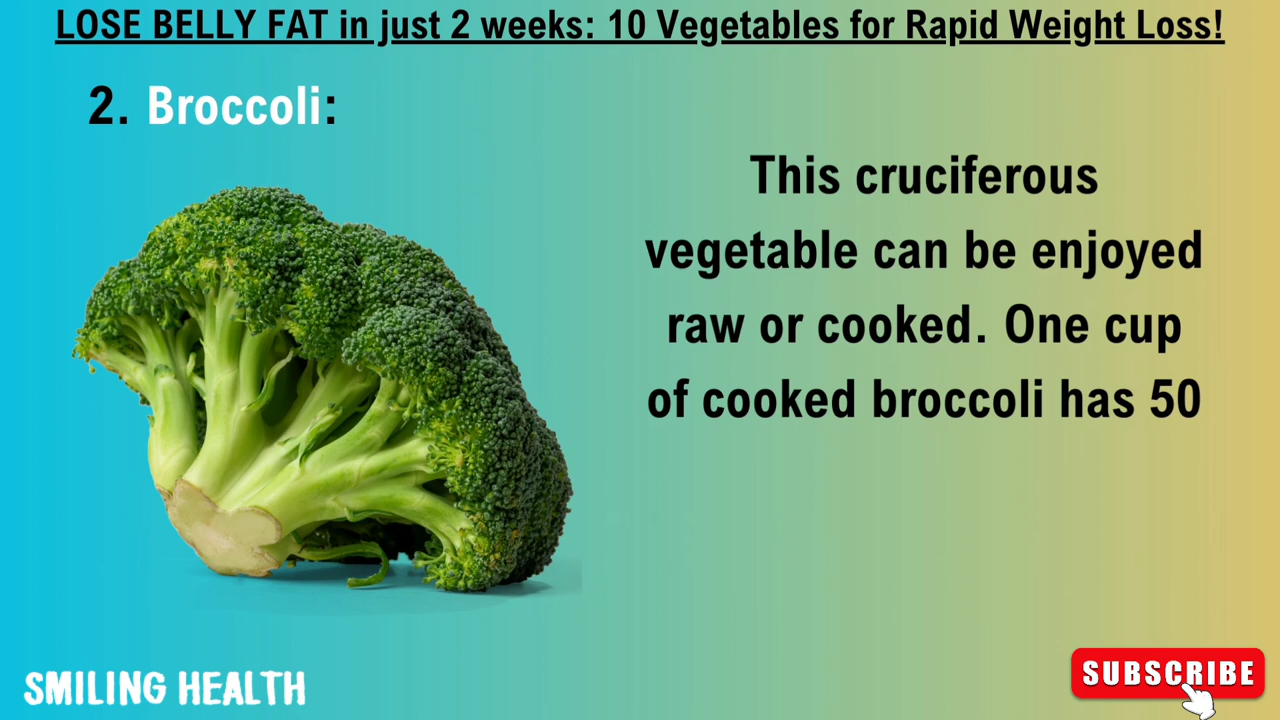 LOSE BELLY FAT in just 2 weeks: 10 Vegetables for Rapid Weight Loss!
2. Broccoli:
This cruciferous
vegetable can be enjoyed
raw or cooked. One cup
of cooked broccoli has 50
SMILING HEALTH
SUBSCRIBE